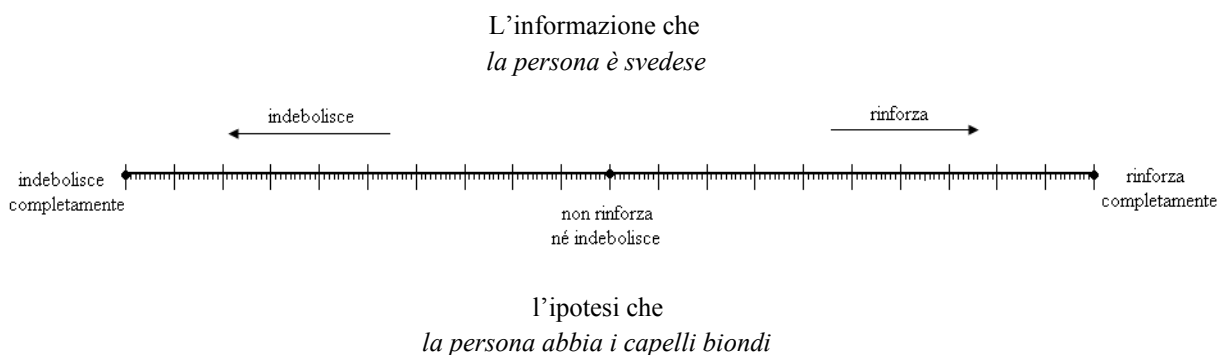 L’informazione che
la persona è svedese
indebolisce
rinforza
indebolisce
completamente
non rinforza
né indebolisce
rinforza
completamente
l’ipotesi che
la persona abbia i capelli biondi